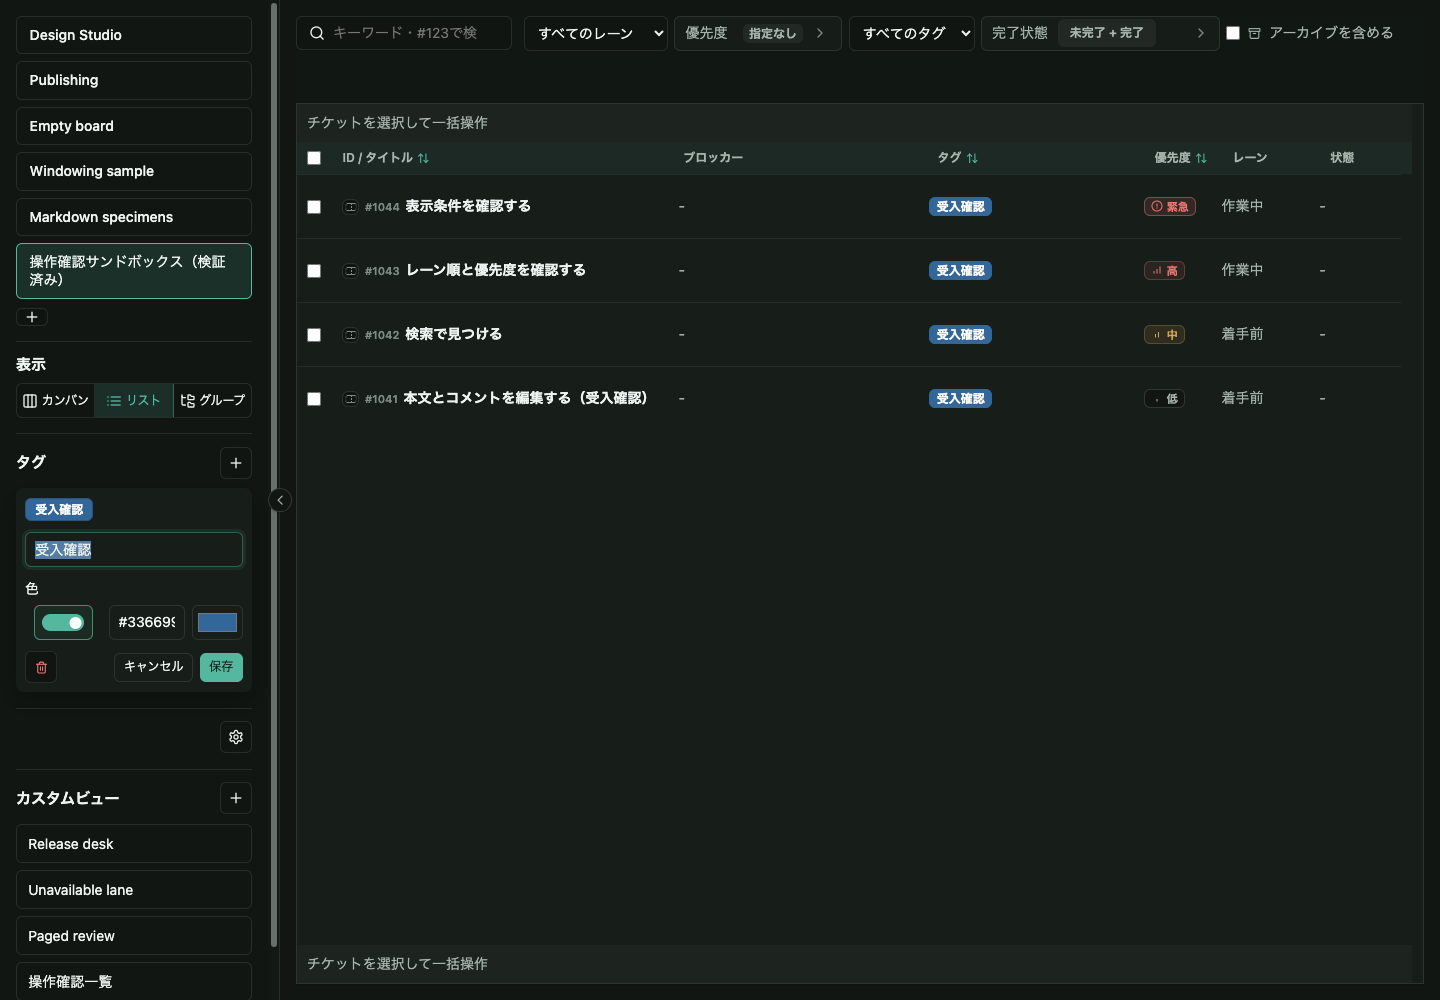 Design Studio
Publishing
Empty board
Windowing sample
Markdown specimens
操作確認サンドボックス（検証
済み）
表示
カンバン リスト グループ
タグ
受入確認
受入確認
色
#336699
キャンセル 保存
カスタムビュー
Release desk
Unavailable lane
Paged review
操作確認一覧
キーワード・#123で検 すべてのレーン 優先度 指定なし すべてのタグ 完了状態 未完了 + 完了 アーカイブを含める
チケットを選択して一括操作
ID / タイトル ブロッカー タグ 優先度 レーン 状態
#1044 表示条件を確認する - 受入確認 緊急 作業中 -
#1043 レーン順と優先度を確認する - 受入確認 高 作業中 -
#1042 検索で見つける - 受入確認 中 着手前 -
#1041 本文とコメントを編集する（受入確認） - 受入確認 低 着手前 -
チケットを選択して一括操作